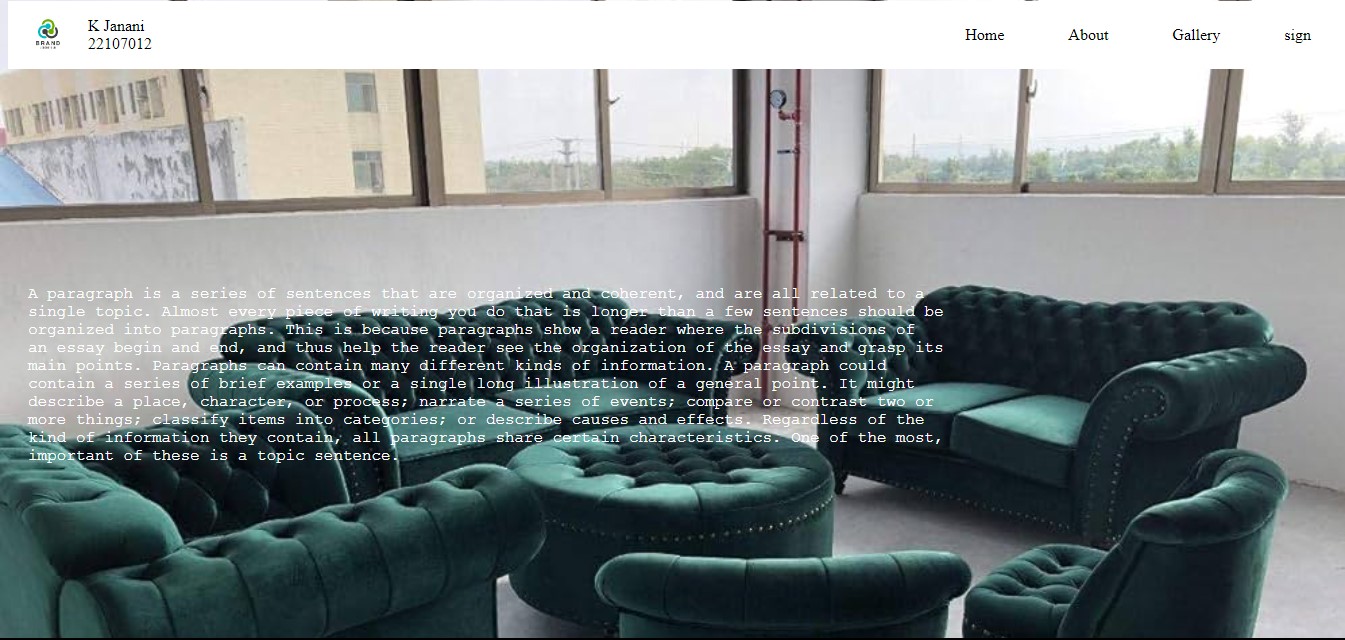 BRAND
K Janani
22107012
Home
About
Gallery
sign
A paragraph is a series of sentences that are organized and coherent, and are all related to a
single topic. Almost every piece of writing you do that is longer than a few sentences should be
organized into paragraphs. This is because paragraphs show a reader where the subdivisions of
an essay begin and end, and thus help the reader see the organization of the essay and grasp its
main points. Paragraphs can contain many different kinds of information. A paragraph could
contain a series of brief examples or a single long illustration of a general point. It might
describe a place, character, or process; narrate a series of events; compare or contrast two or
more things; classify items into categories; or describe causes and effects. Regardless of the
kind of information they contain, all paragraphs share certain characteristics. One of the most,
important of these is a topic sentence.